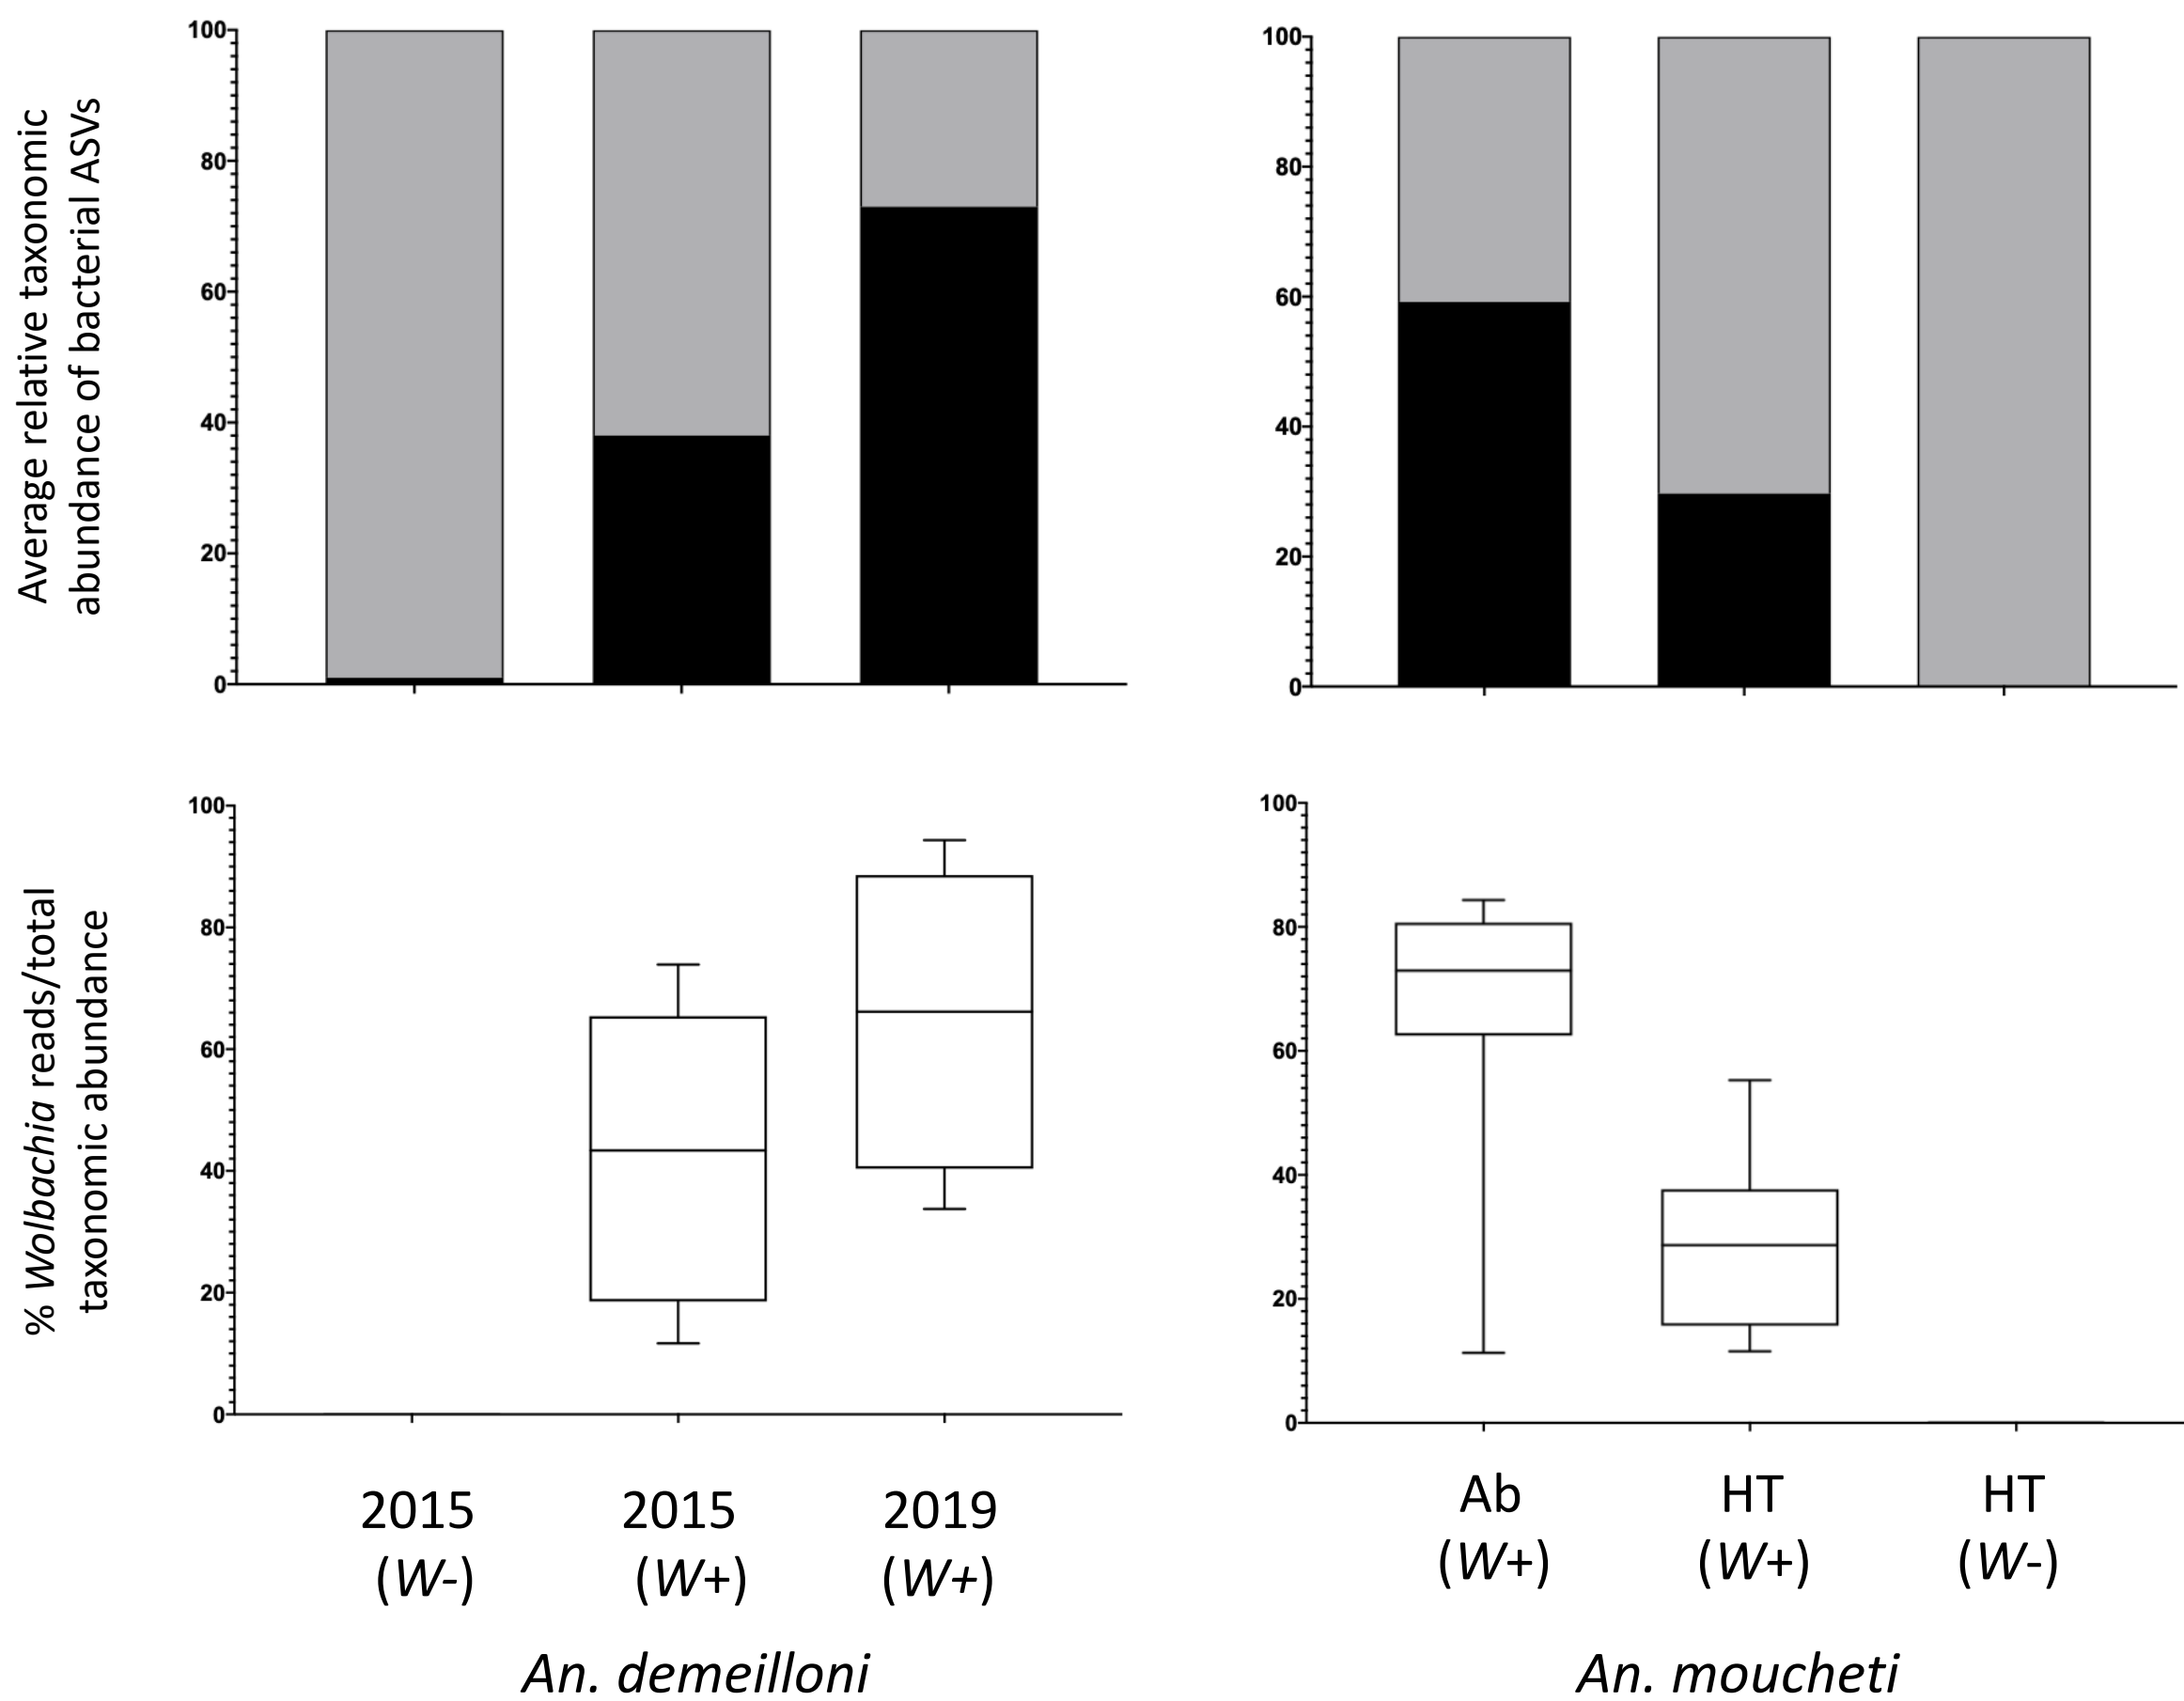 Average relative taxonomic
abundance of bacterial ASVs
100
80
60
40
20
0
100
80
60
40
20
0
% Wolbachia reads/total
taxonomic abundance
100
80
60
40
20
0
100
80
60
40
20
0
2015
(W-)
2015
(W+)
2019
(W+)
Ab
(W+)
HT
(W+)
HT
(W-)
An. demeilloni
An. moucheti